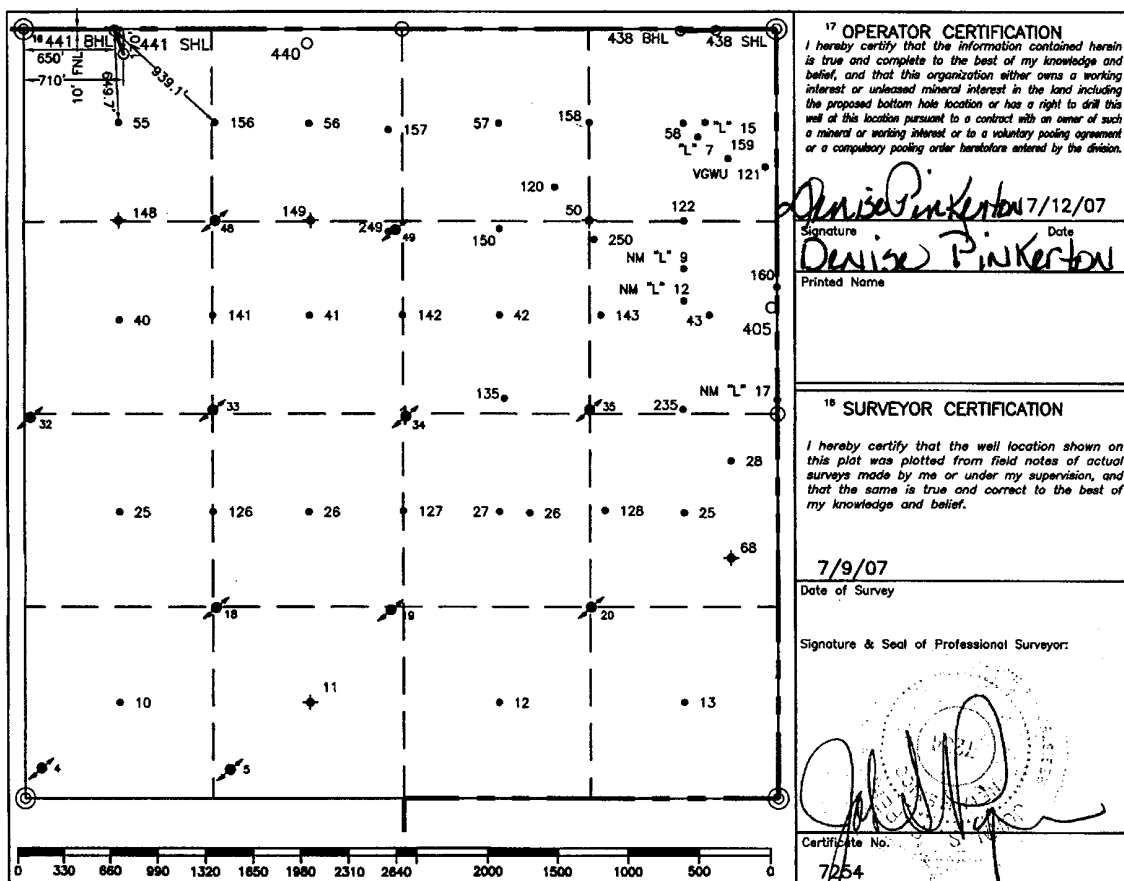 16 441 BHL 441 SHL
650'
710'
10' FNL
649.7'
939.1'
440
438 BHL 438 SHL
55 156 56 157 57 158 58 "L" 15
"L" 7 159
VGWU 121
120
148 48 149 249 49 150 50 122
250
NM "L" 9
160
NM "L" 12
40 141 41 142 42 143 43 405
135 NM "L" 17
32 33 34 35 235
28
25 126 26 127 27 26 128 25
68
18 19 20
11
10 12 13
4 5
0 330 660 990 1320 1650 1980 2310 2640 2000 1500 1000 500 0
17 OPERATOR CERTIFICATION
I hereby certify that the information contained herein
is true and complete to the best of my knowledge and
belief, and that this organization either owns a working
interest or unleased mineral interest in the land including
the proposed bottom hole location or has a right to drill this
well at this location pursuant to a contract with an owner of such
a mineral or working interest or to a voluntary pooling agreement
or a compulsory pooling order heretofore entered by the division.
Denise Pinkerton 7/12/07
Signature Date
Denise Pinkerton
Printed Name
18 SURVEYOR CERTIFICATION
I hereby certify that the well location shown on
this plat was plotted from field notes of actual
surveys made by me or under my supervision, and
that the same is true and correct to the best of
my knowledge and belief.
7/9/07
Date of Survey
Signature & Seal of Professional Surveyor:
Certificate No.
7254